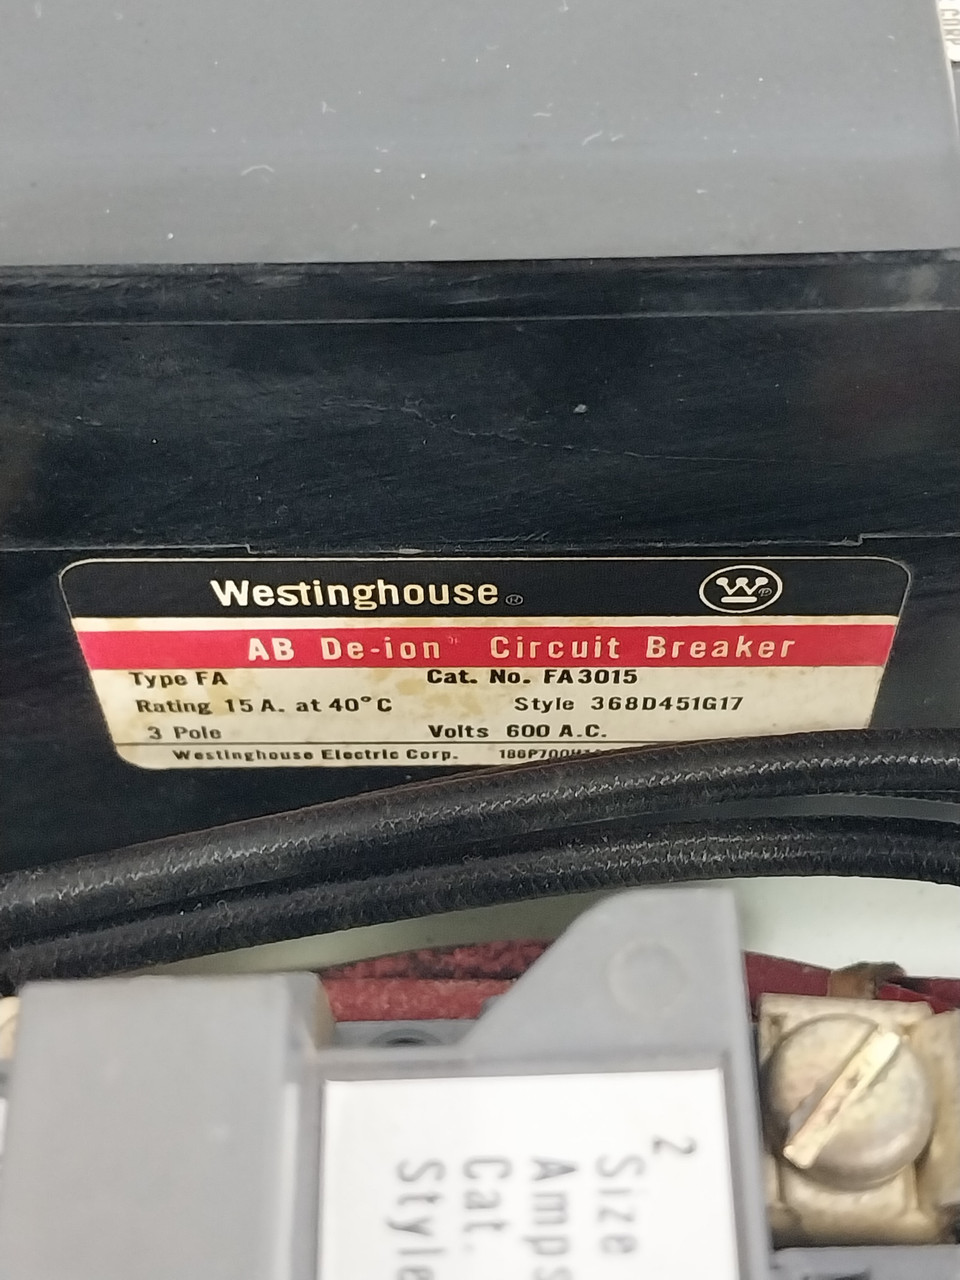 CORP
Westinghouse®
W®
AB De-ion Circuit Breaker
Type FA Cat. No. FA3015
Rating 15 A. at 40°C Style 368D451G17
3 Pole Volts 600 A.C.
Westinghouse Electric Corp.
2
Size
Amps
Cat.
Style